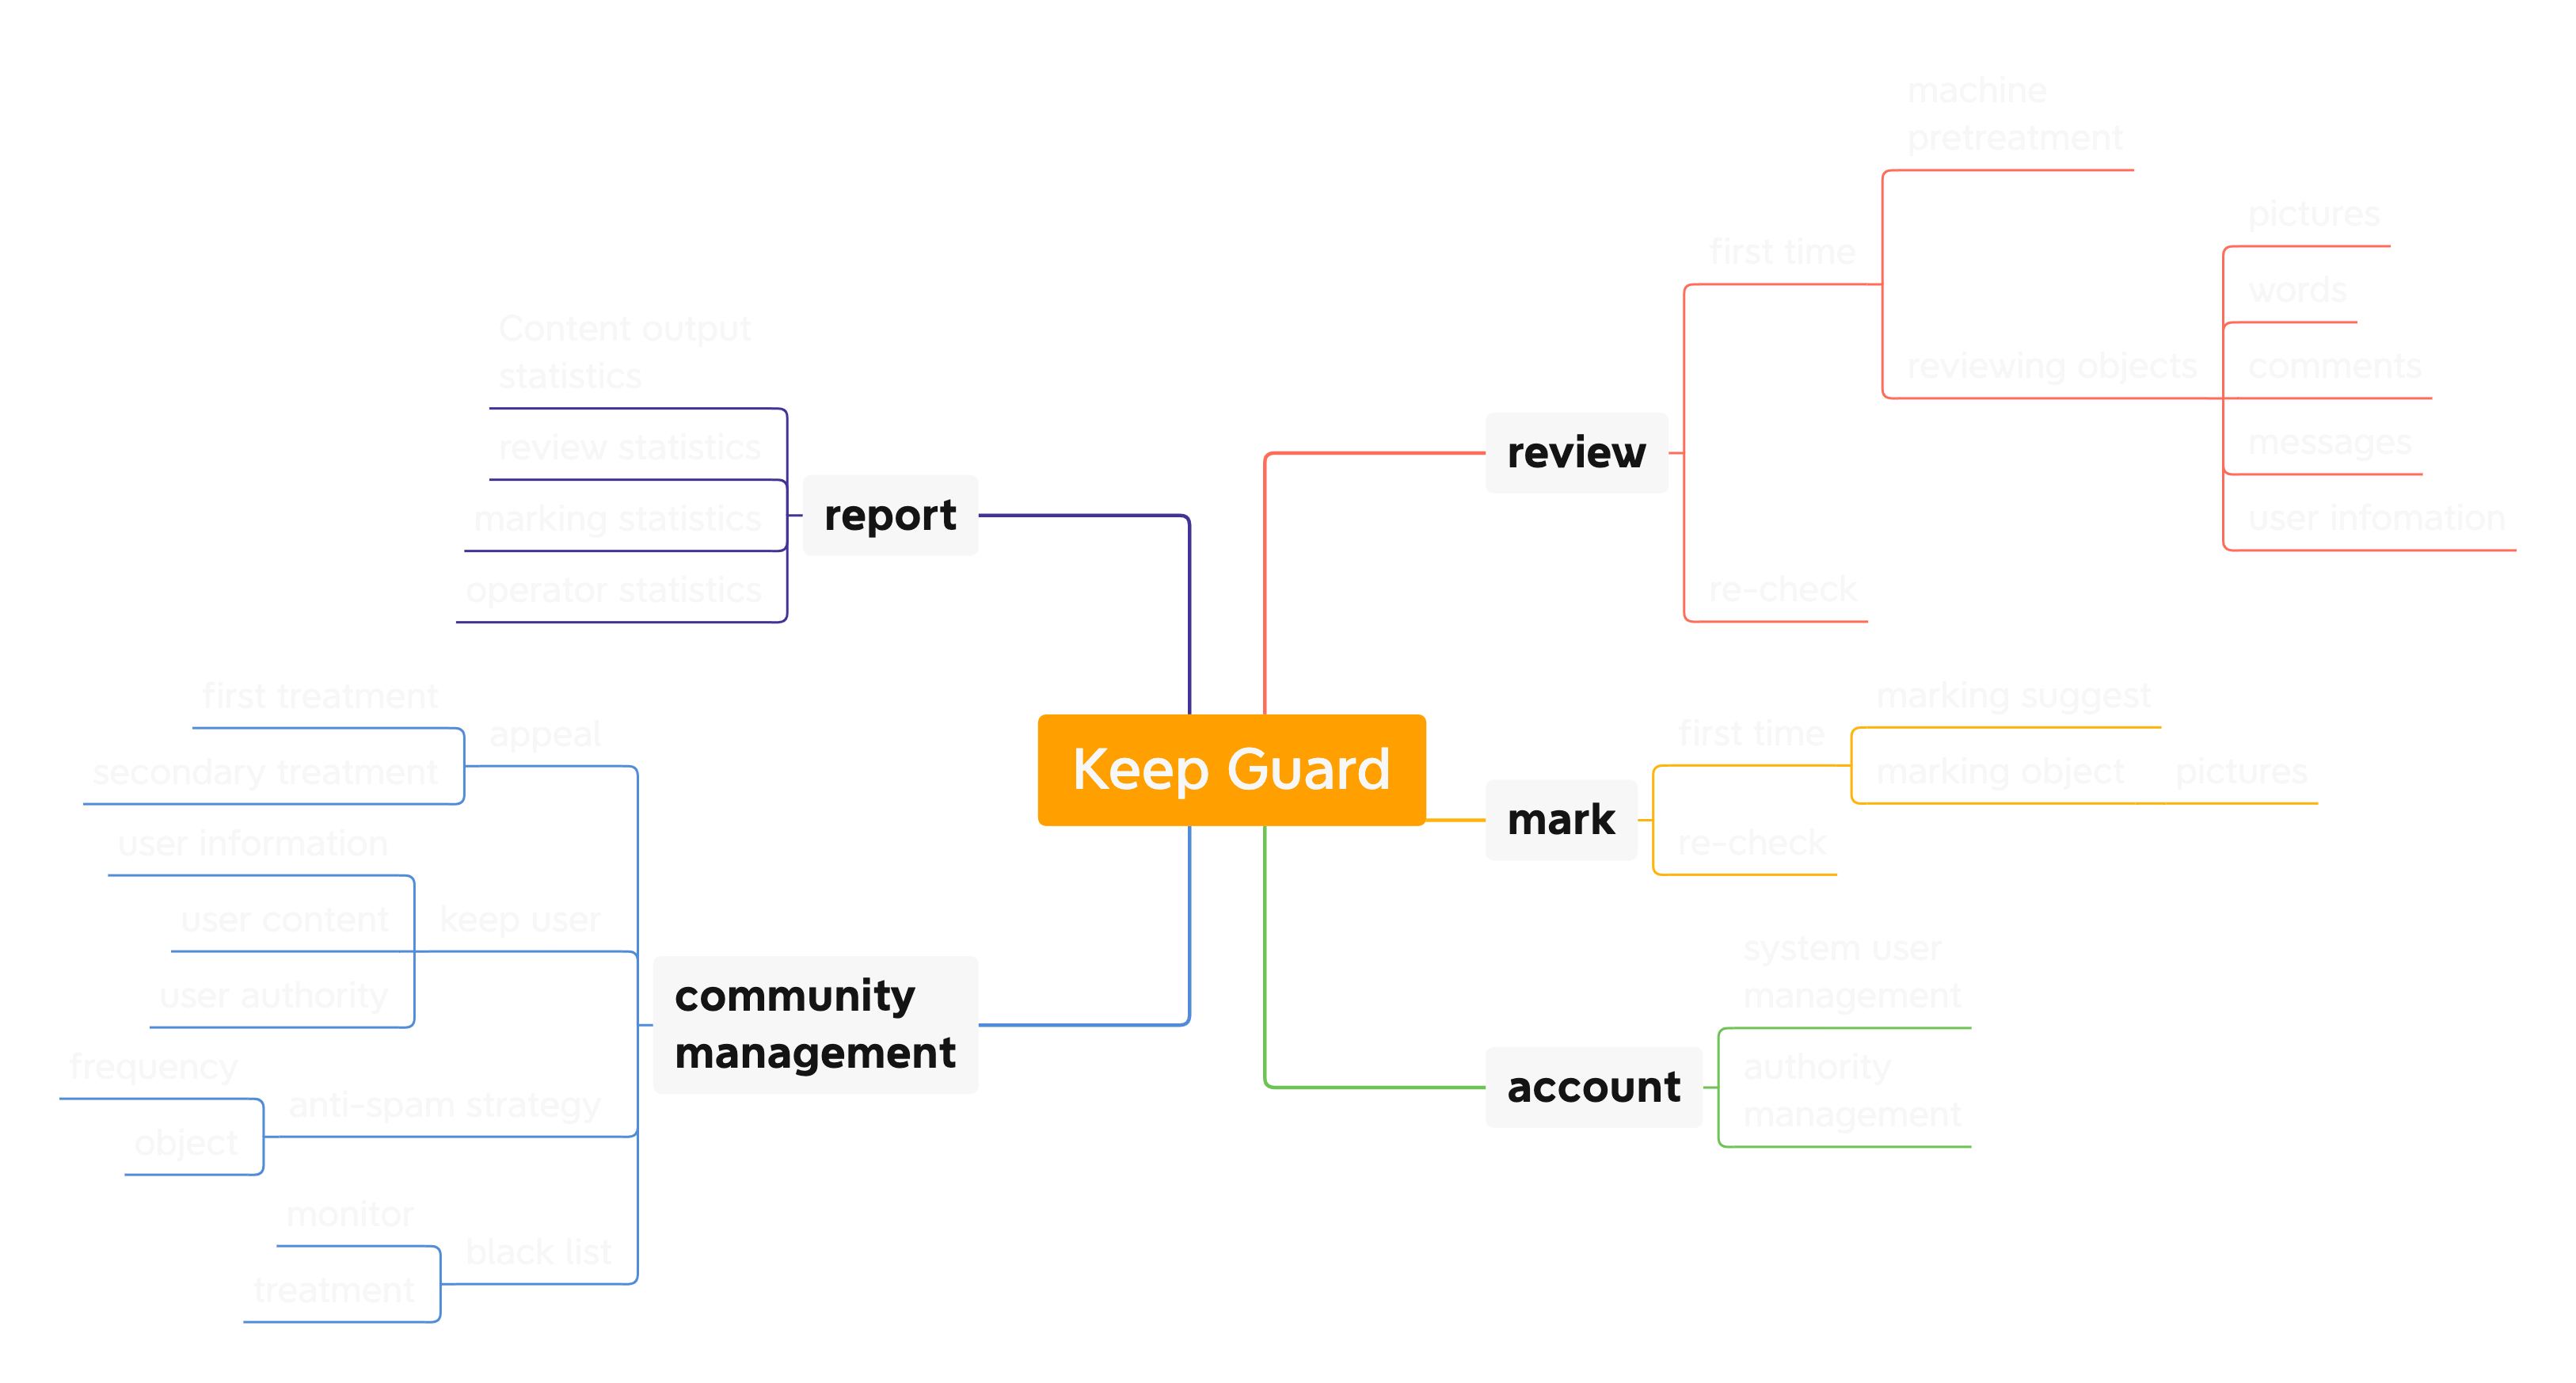 Keep Guard
review
first time
machine
pretreatment
reviewing objects
pictures
words
comments
messages
user infomation
re-check
mark
first time
marking suggest
marking object
pictures
re-check
account
system user
management
authority
management
report
Content output
statistics
review statistics
marking statistics
operator statistics
community
management
appeal
first treatment
secondary treatment
keep user
user information
user content
user authority
anti-spam strategy
frequency
object
black list
monitor
treatment